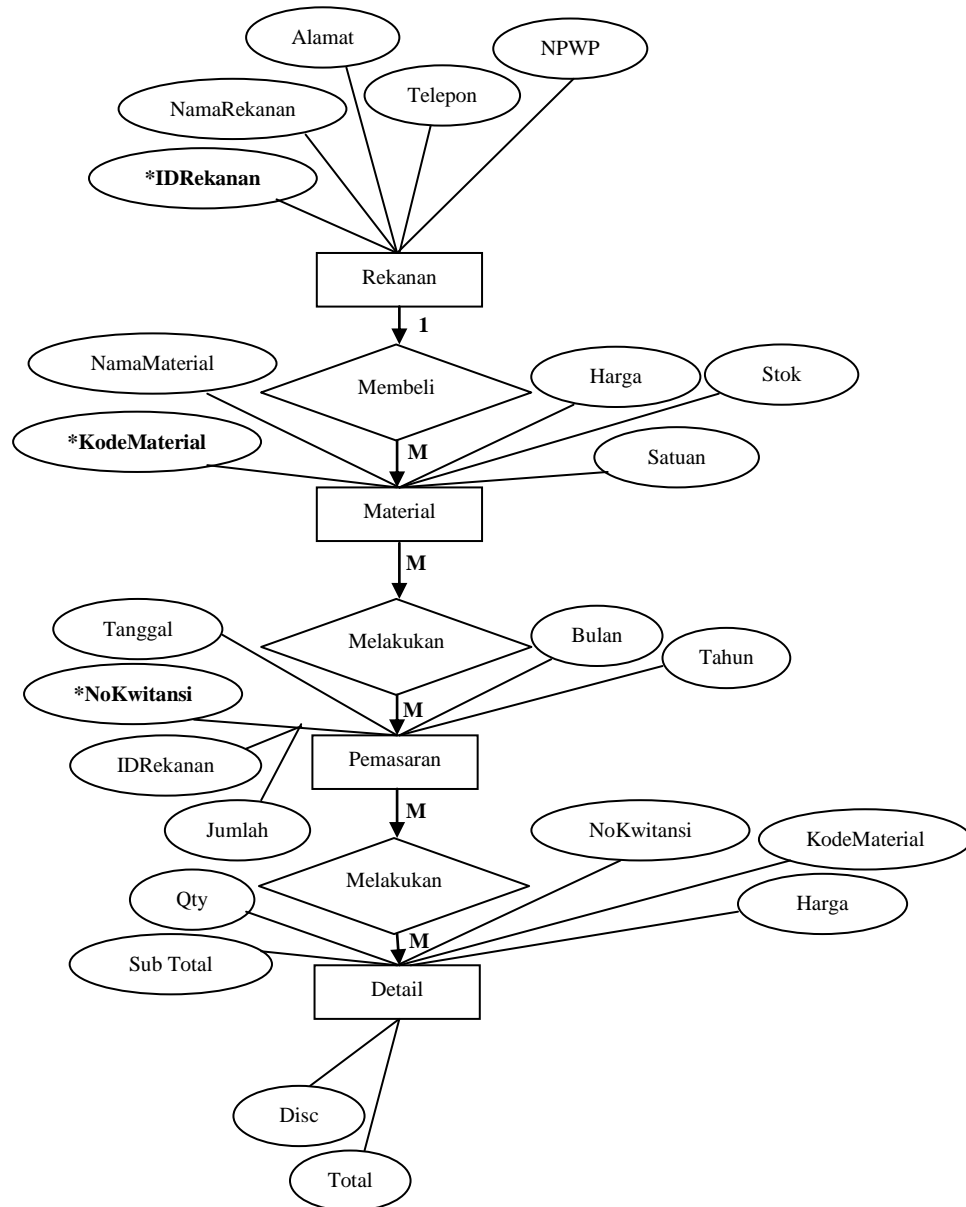 Alamat
NPWP
Telepon
NamaRekanan
*IDRekanan
Rekanan
1
NamaMaterial
Membeli
Harga
Stok
*KodeMaterial
M
Satuan
Material
M
Tanggal
Melakukan
Bulan
Tahun
*NoKwitansi
M
IDRekanan
Pemasaran
Jumlah
M
NoKwitansi
KodeMaterial
Melakukan
Qty
Harga
M
Sub Total
Detail
Disc
Total